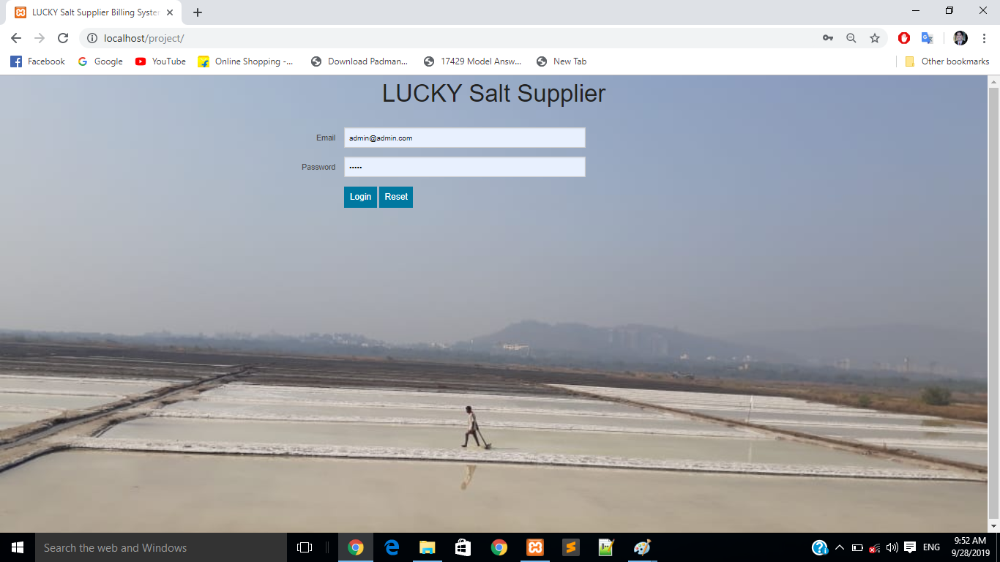 LUCKY Salt Supplier Billing Syster
localhost/project/
Facebook Google YouTube Online Shopping -... Download Padman... 17429 Model Answ... New Tab Other bookmarks
LUCKY Salt Supplier
Email admin@admin.com
Password •••••
Login Reset
Search the web and Windows
ENG
9:52 AM
9/28/2019